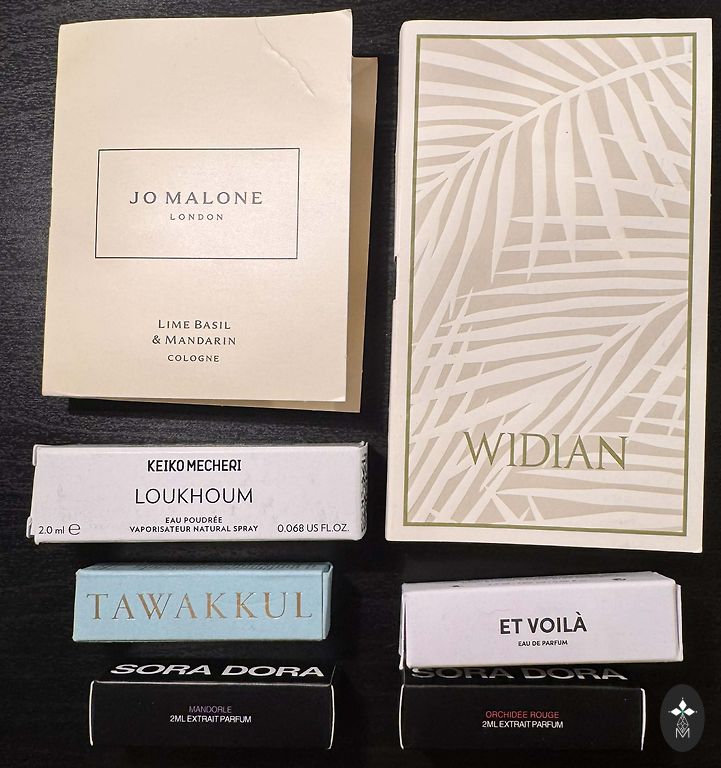 JO MALONE
LONDON
LIME BASIL
& MANDARIN
COLOGNE
WIDIAN
KEIKO MECHERI
LOUKHOUM
EAU POUDRÉE
VAPORISATEUR NATURAL SPRAY
2.0 ml ℮
0.068 US FL.OZ.
TAWAKKUL
ET VOILÀ
EAU DE PARFUM
SORA DORA
MANDORLE
2ML EXTRAIT PARFUM
SORA DORA
ORCHIDÉE ROUGE
2ML EXTRAIT PARFUM
M